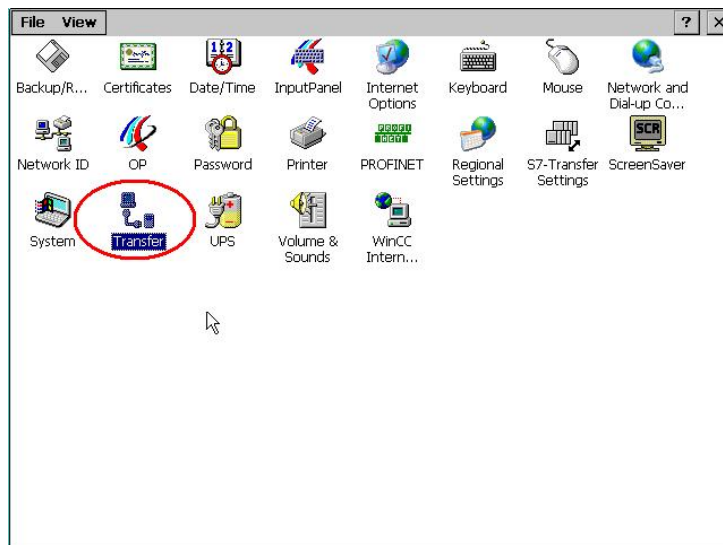 File View ? ×
Backup/R... Certificates Date/Time InputPanel Internet Options Keyboard Mouse Network and Dial-up Co...
Network ID OP Password Printer PROFINET Regional Settings S7-Transfer Settings ScreenSaver
System Transfer UPS Volume & Sounds WinCC Intern...